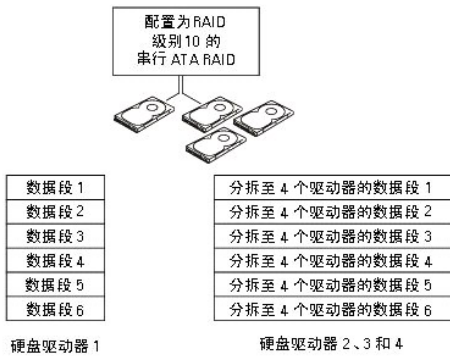 配置为RAID
级别10 的
串行 ATA RAID
数据段 1
数据段 2
数据段 3
数据段 4
数据段 5
数据段 6
硬盘驱动器 1
分拆至 4 个驱动器的数据段 1
分拆至 4 个驱动器的数据段 2
分拆至 4 个驱动器的数据段 3
分拆至 4 个驱动器的数据段 4
分拆至 4 个驱动器的数据段 5
分拆至 4 个驱动器的数据段 6
硬盘驱动器 2、3 和 4